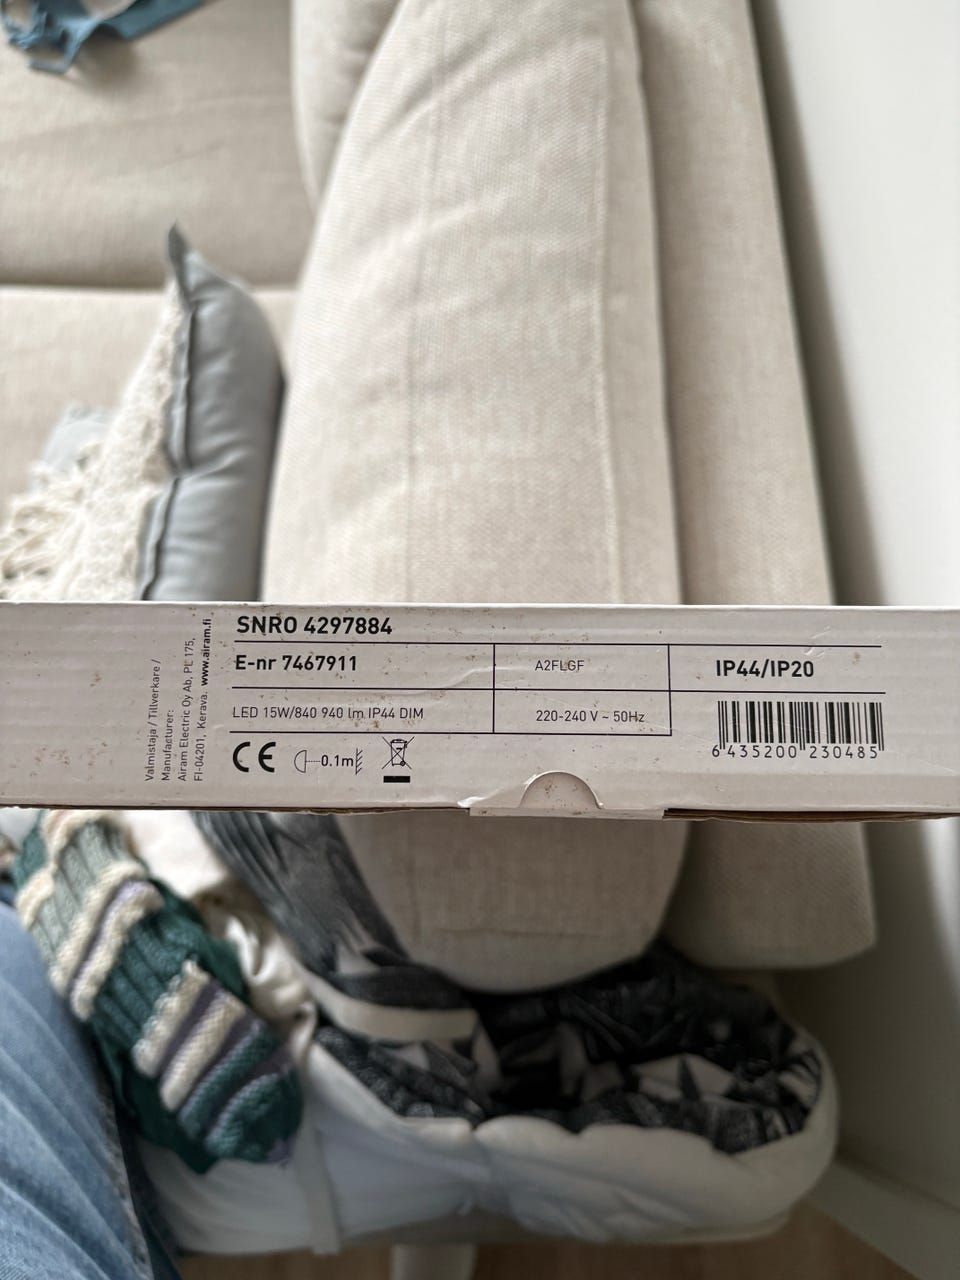 Valmistaja / Tillverkare /
Manufacturer:
Airam Electric Oy Ab, PL 175,
FI-04201, Kerava. www.airam.fi
SNRO 4297884
E-nr 7467911
A2FLGF
IP44/IP20
LED 15W/840 940 lm IP44 DIM
220-240 V ~ 50Hz
CE
0.1m
6 435200 230485